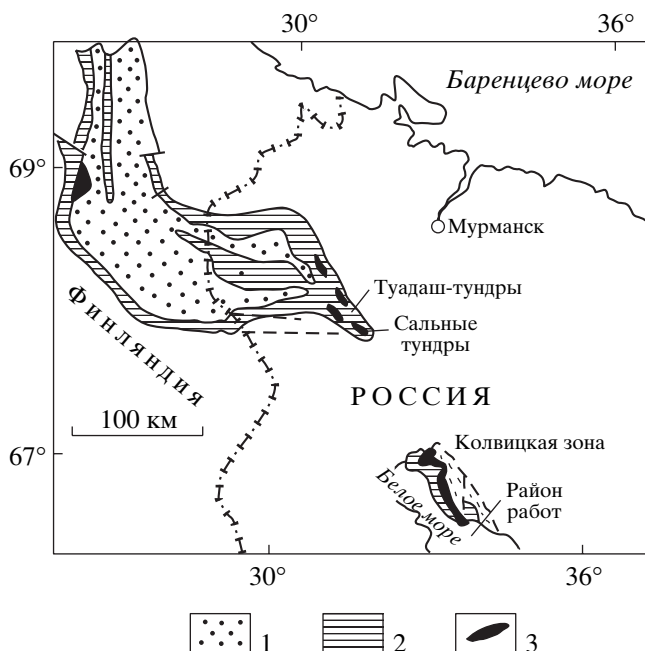 30°
36°
Баренцево море
69°
Мурманск
Туадаш-тундры
Сальные
тундры
ФИНЛЯНДИЯ
РОССИЯ
100 км
67°
Колвицкая зона
Район
работ
Белое море
30°
36°
1
2
3